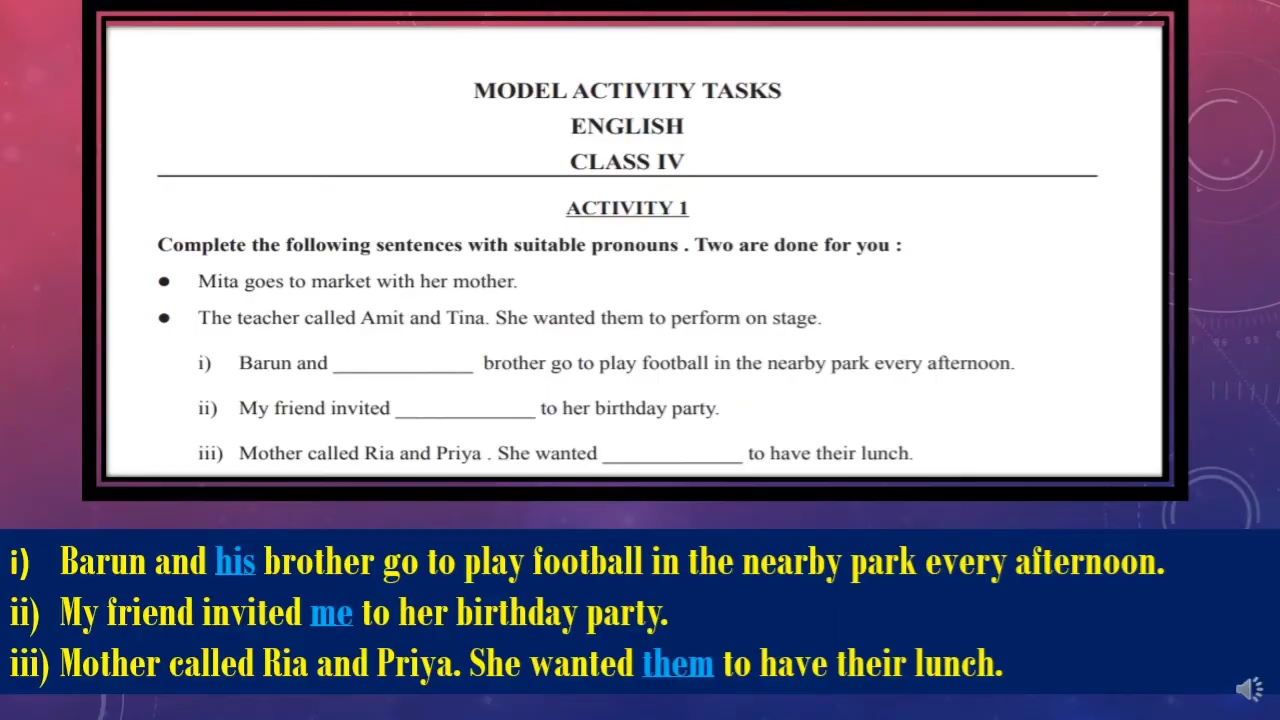 MODEL ACTIVITY TASKS
ENGLISH
CLASS IV
ACTIVITY 1
Complete the following sentences with suitable pronouns . Two are done for you :
● Mita goes to market with her mother.
● The teacher called Amit and Tina. She wanted them to perform on stage.
i) Barun and _____________ brother go to play football in the nearby park every afternoon.
ii) My friend invited _____________ to her birthday party.
iii) Mother called Ria and Priya . She wanted _____________ to have their lunch.
i) Barun and his brother go to play football in the nearby park every afternoon.
ii) My friend invited me to her birthday party.
iii) Mother called Ria and Priya. She wanted them to have their lunch.